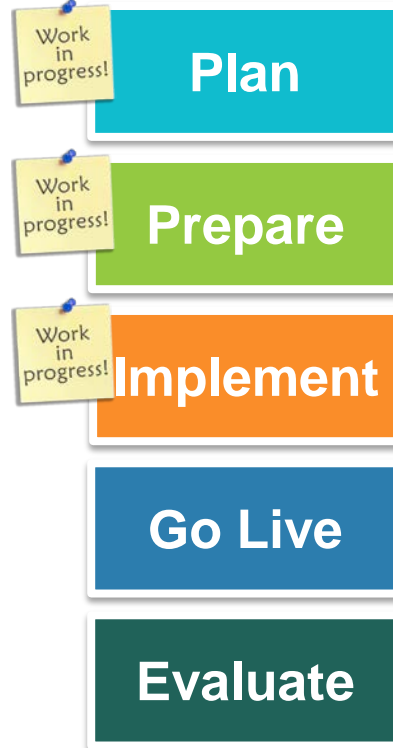 Work
in
progress!
Plan
Work
in
progress!
Prepare
Work
in
progress!
Implement
Go Live
Evaluate